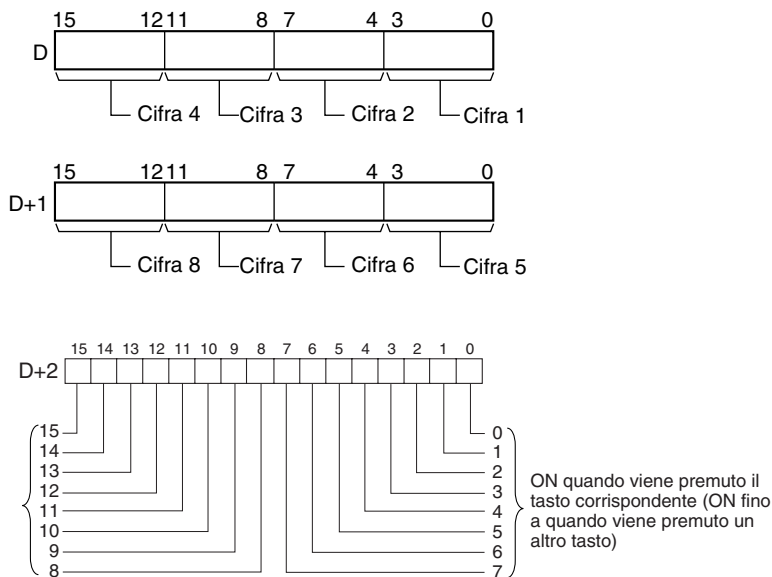 15 12 11 8 7 4 3 0
D
Cifra 4 Cifra 3 Cifra 2 Cifra 1
15 12 11 8 7 4 3 0
D+1
Cifra 8 Cifra 7 Cifra 6 Cifra 5
15 14 13 12 11 10 9 8 7 6 5 4 3 2 1 0
D+2
15
14
13
12
11
10
9
8
0
1
2
3
4
5
6
7
ON quando viene premuto il
tasto corrispondente (ON fino
a quando viene premuto un
altro tasto)